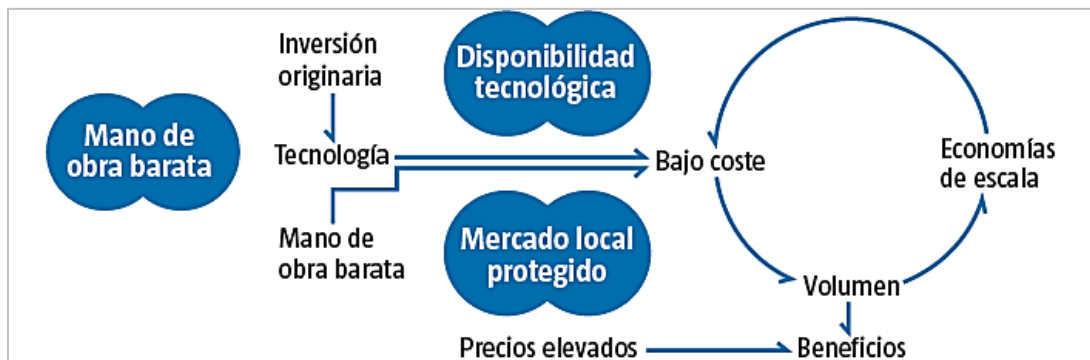 Inversión
originaria
Disponibilidad
tecnológica
Mano de
obra barata
Tecnología
Bajo coste
Economías
de escala
Mano de
obra barata
Mercado local
protegido
Volumen
Precios elevados
Beneficios